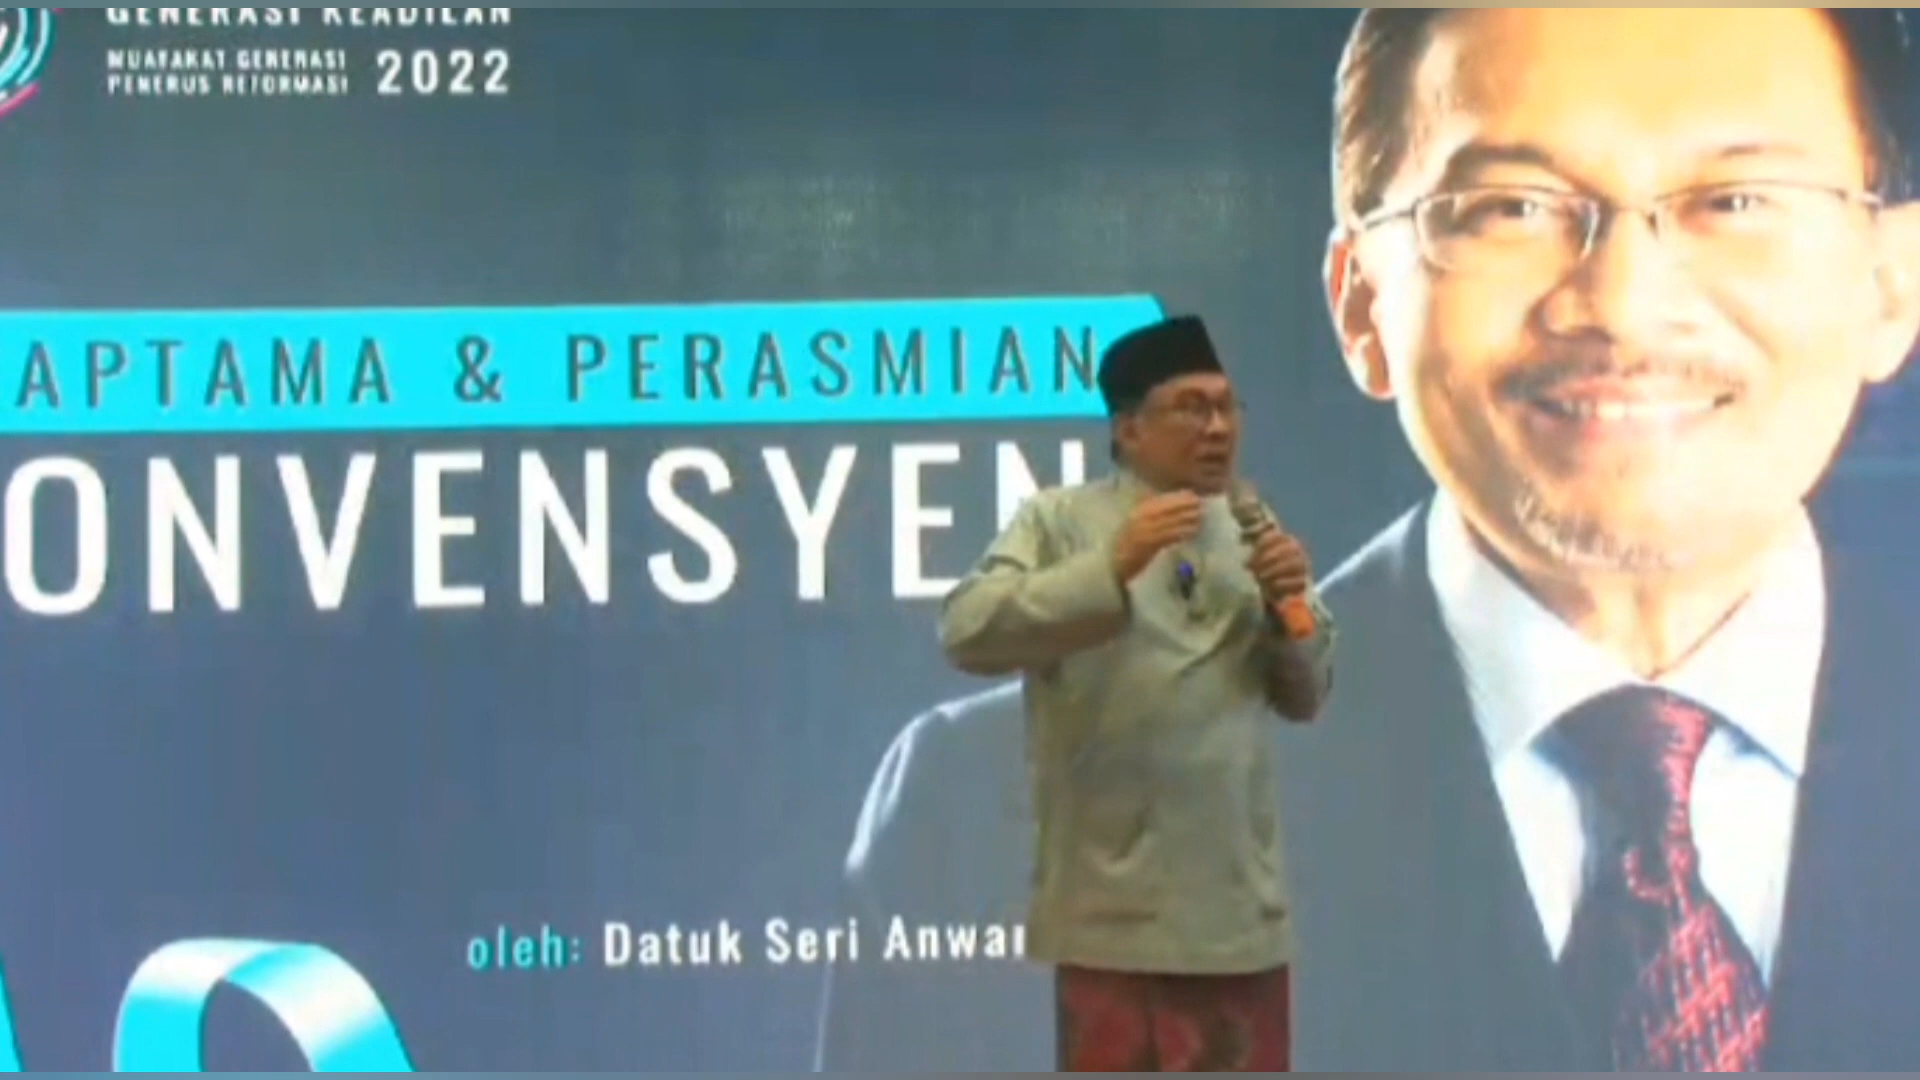 GENERASI KEADILAN
MUAFAKAT GENERASI
PENERUS REFORMASI 2022
APTAMA & PERASMIAN
ONVENSYEN
oleh: Datuk Seri Anwar